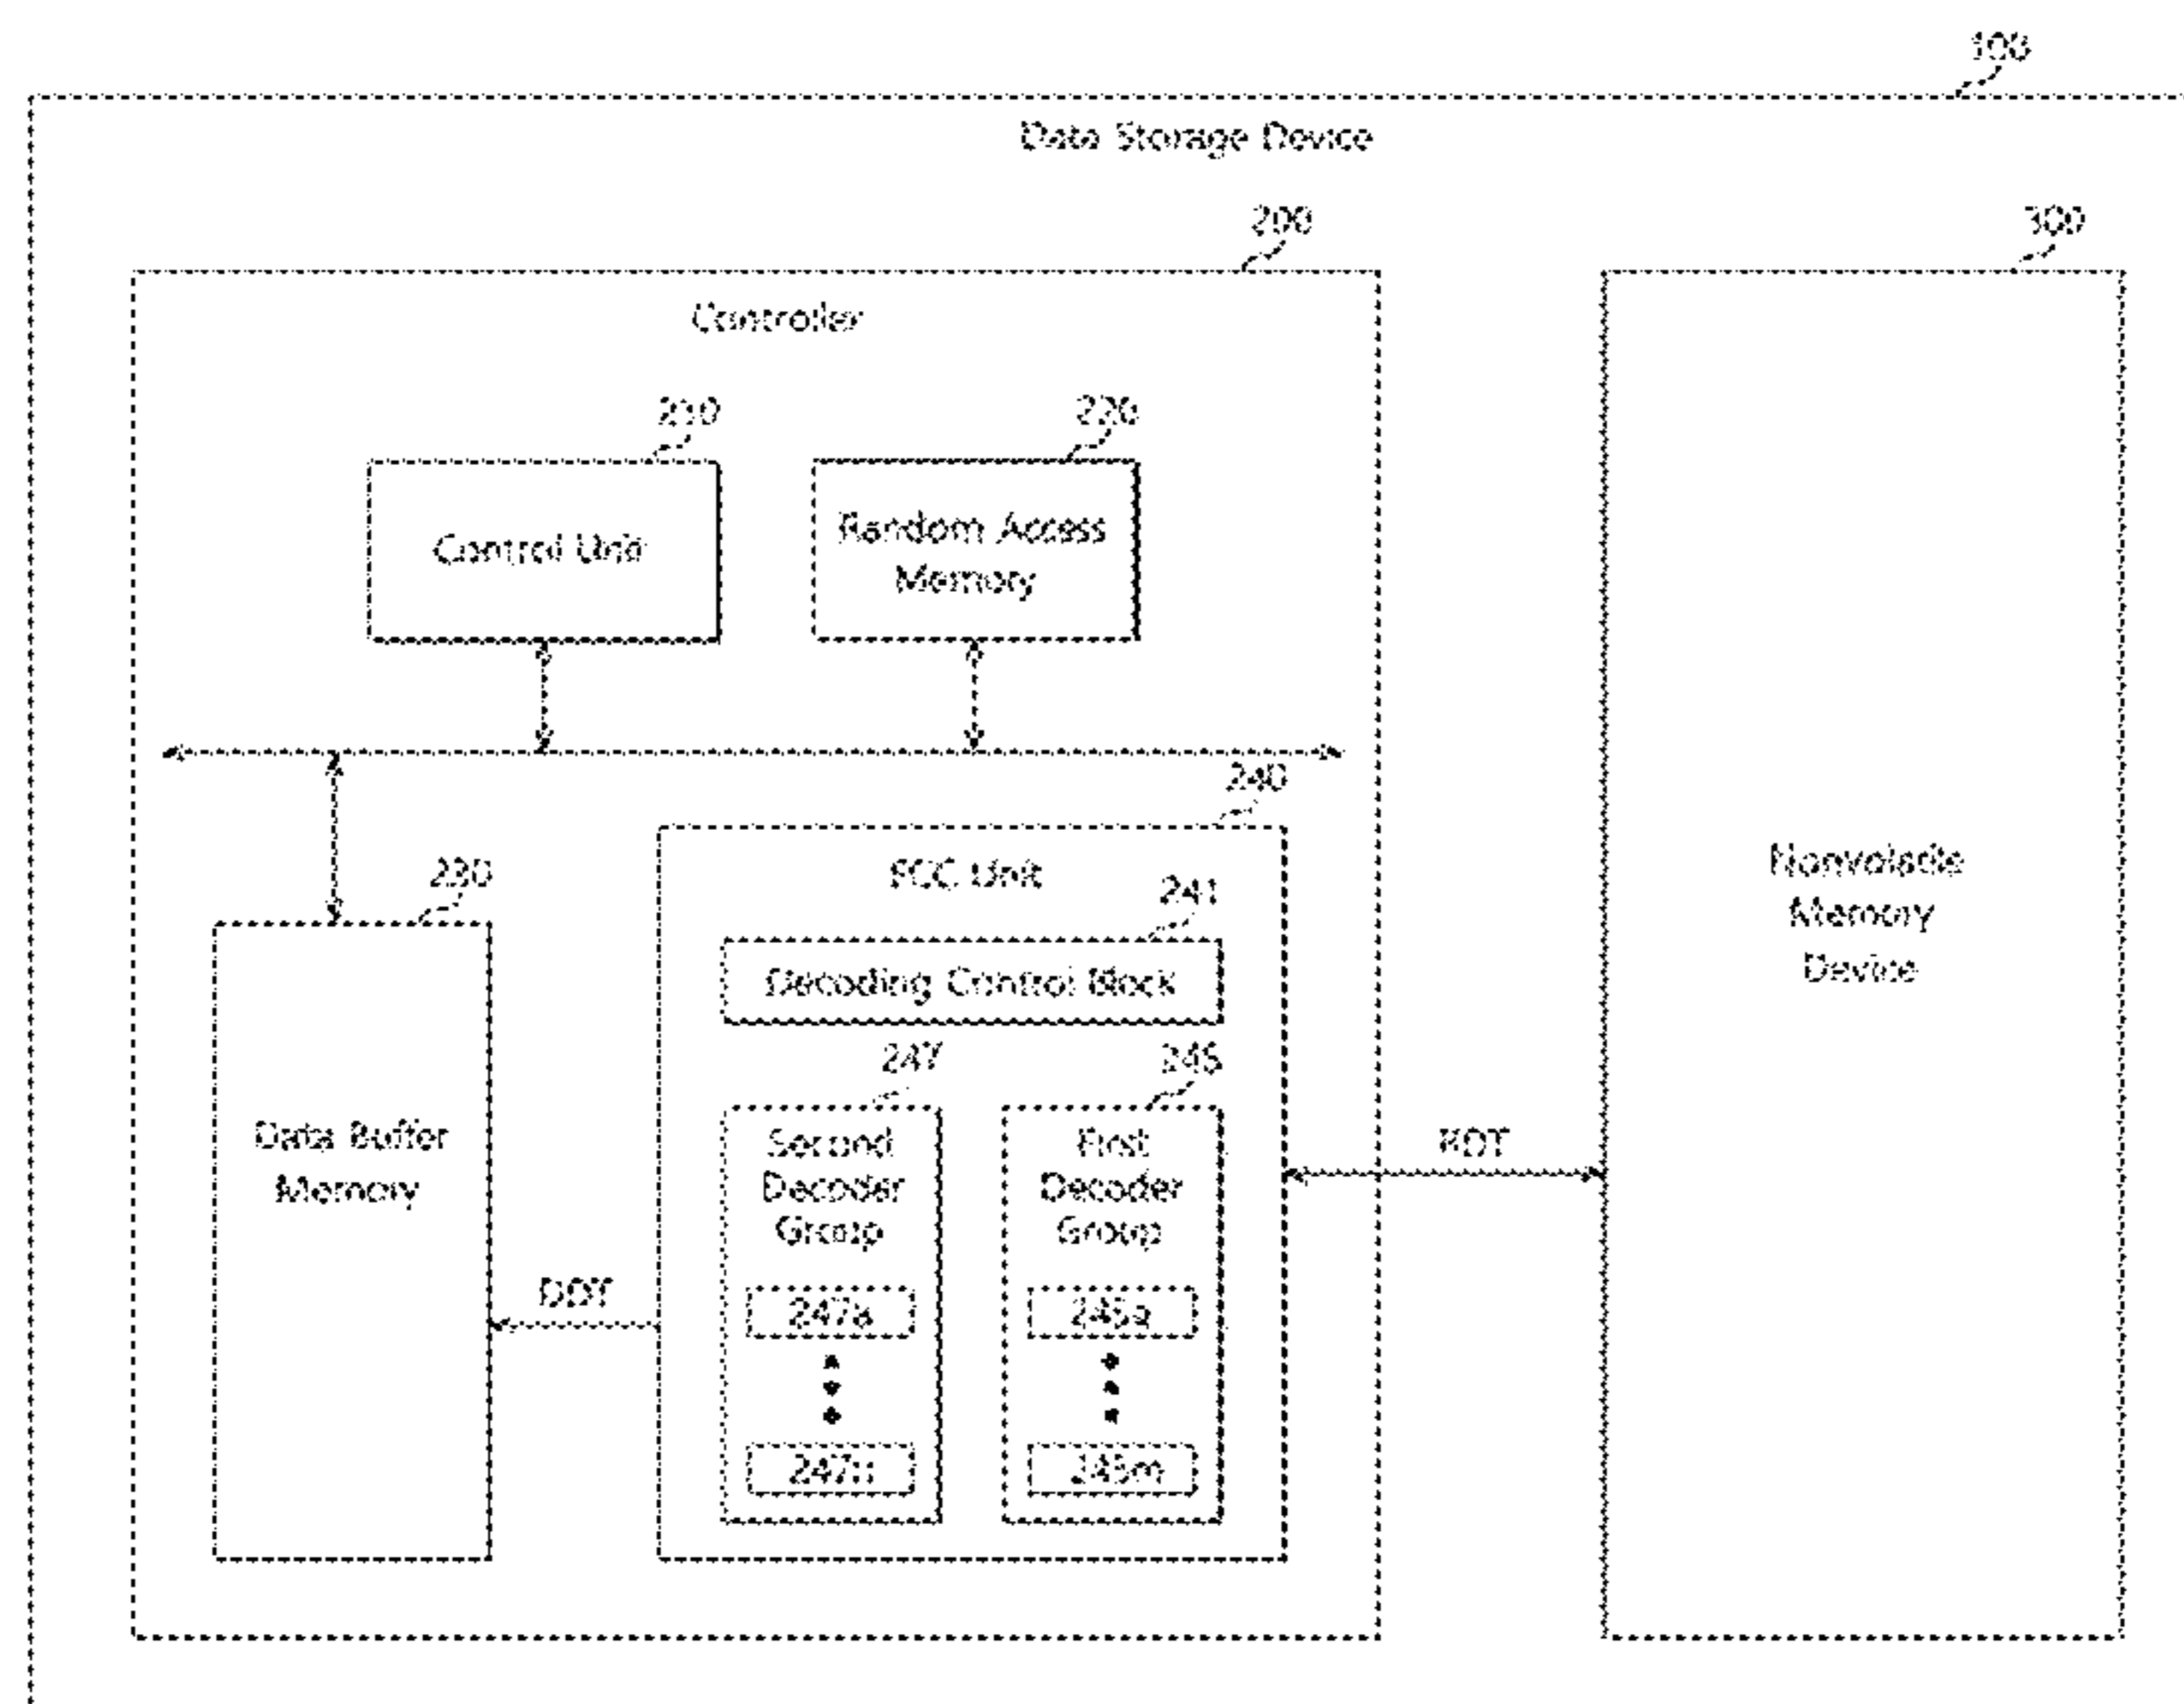 100
Data Storage Device
200
300
Controller
210
220
Control Unit
Random Access
Memory
240
230
ECC Unit
241
Nonvolatile
Memory
Device
Decoding Control Block
247
245
Data Buffer
Memory
Second
Decoder
Group
First
Decoder
Group
RDT
DDT
247a
245a
247n
245m